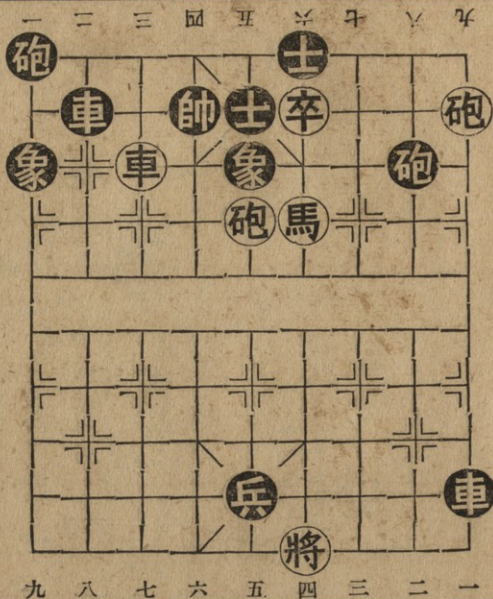 一 二 三 四 五 六 七 八 九
砲 士
車 帥 士 卒 砲
象 車 象 砲
砲 馬
兵 車
將
九 八 七 六 五 四 三 二 一